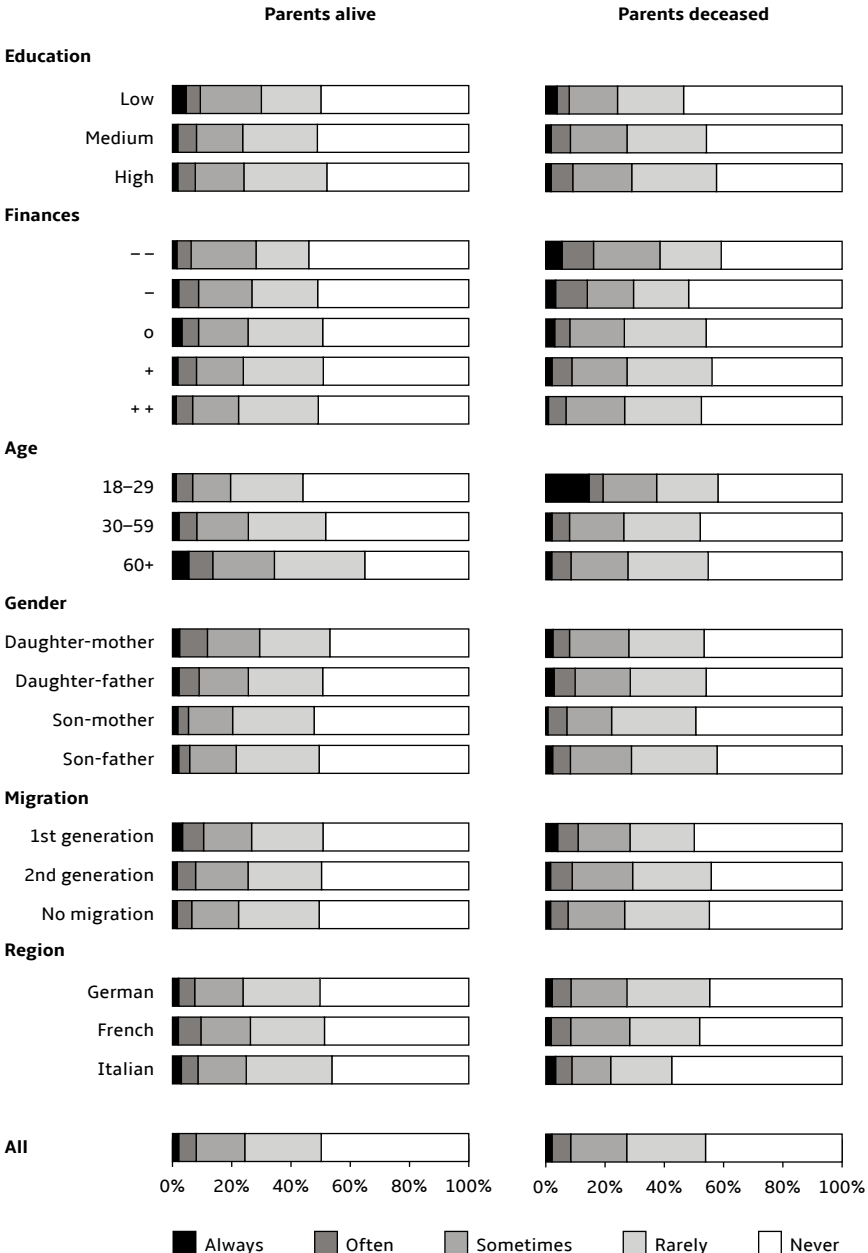 Parents alive Parents deceased
Education
Low
Medium
High
Finances
– –
–
o
+
+ +
Age
18–29
30–59
60+
Gender
Daughter-mother
Daughter-father
Son-mother
Son-father
Migration
1st generation
2nd generation
No migration
Region
German
French
Italian
All
0% 20% 40% 60% 80% 100% 0% 20% 40% 60% 80% 100%
Always Often Sometimes Rarely Never